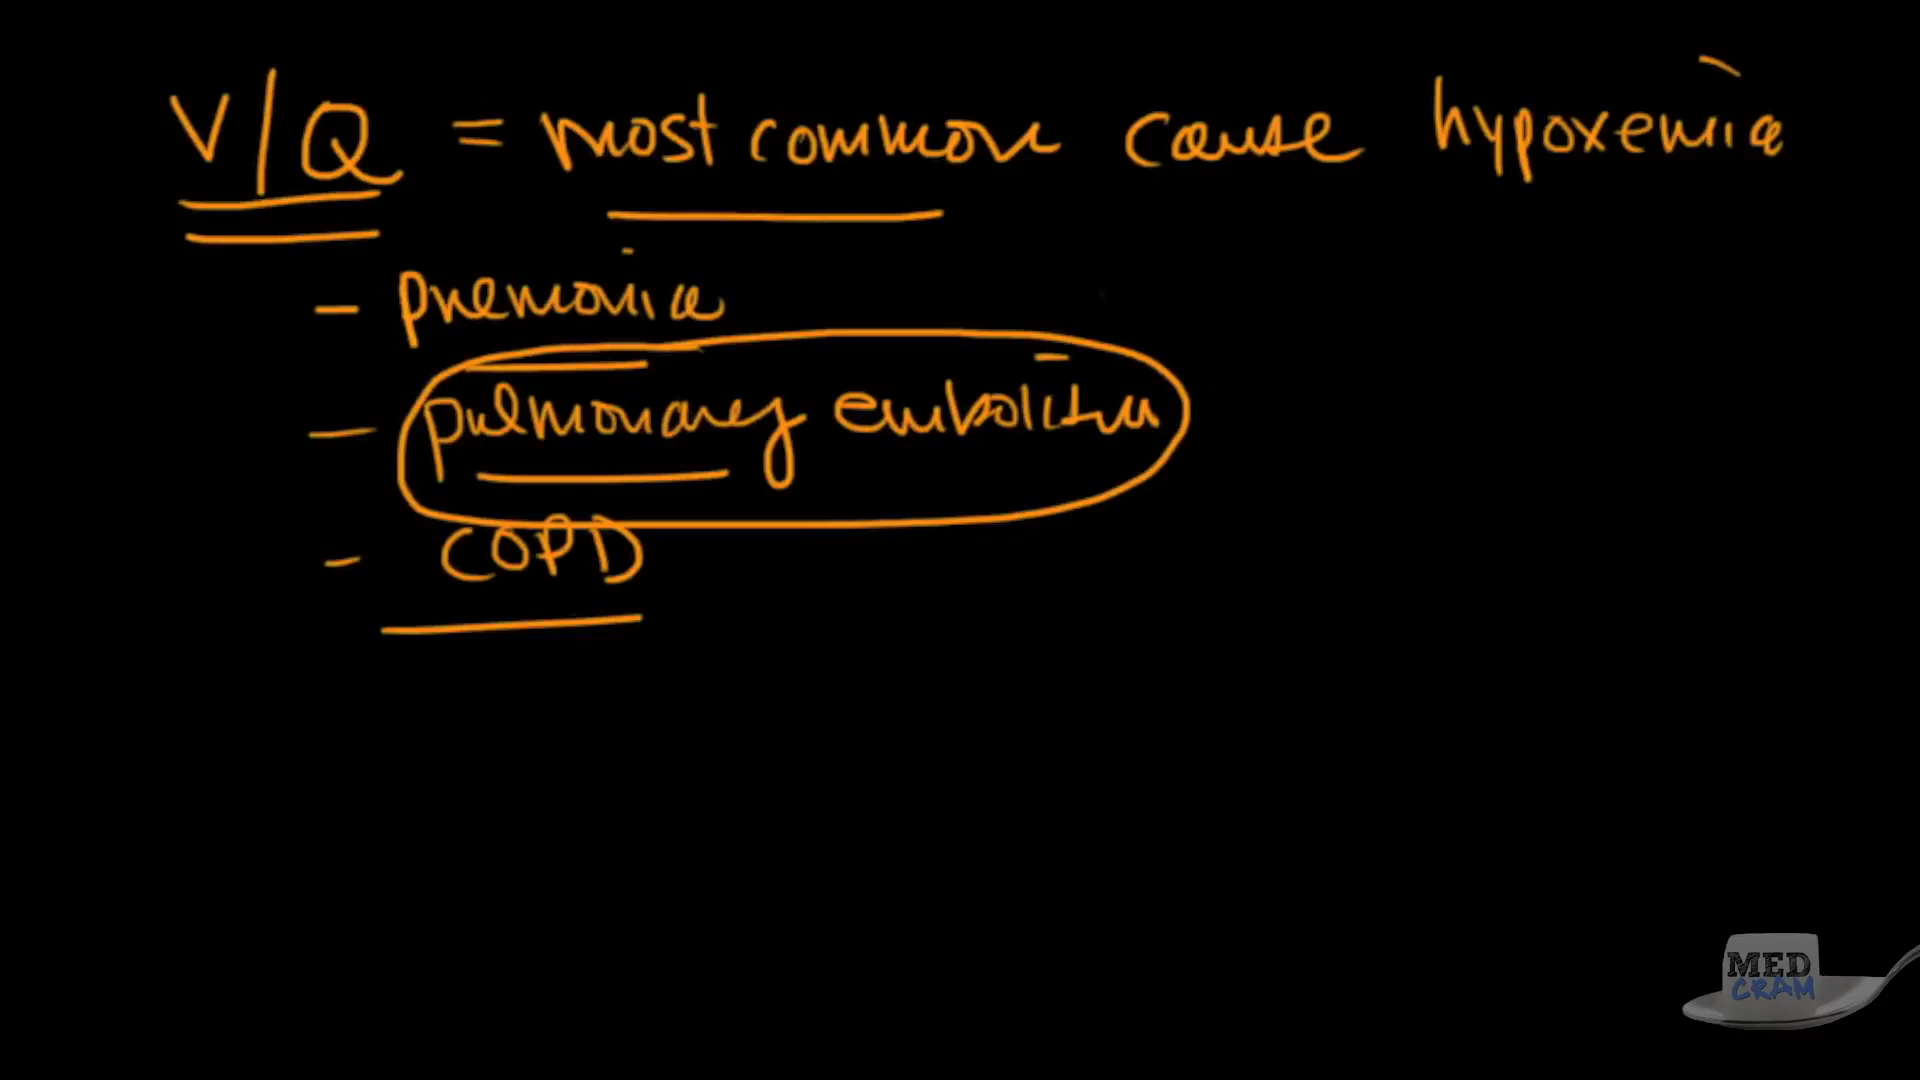 V/Q = most common cause hypoxemia
- pnemonia
- pulmonary embolism
- COPD
MED
CRAM